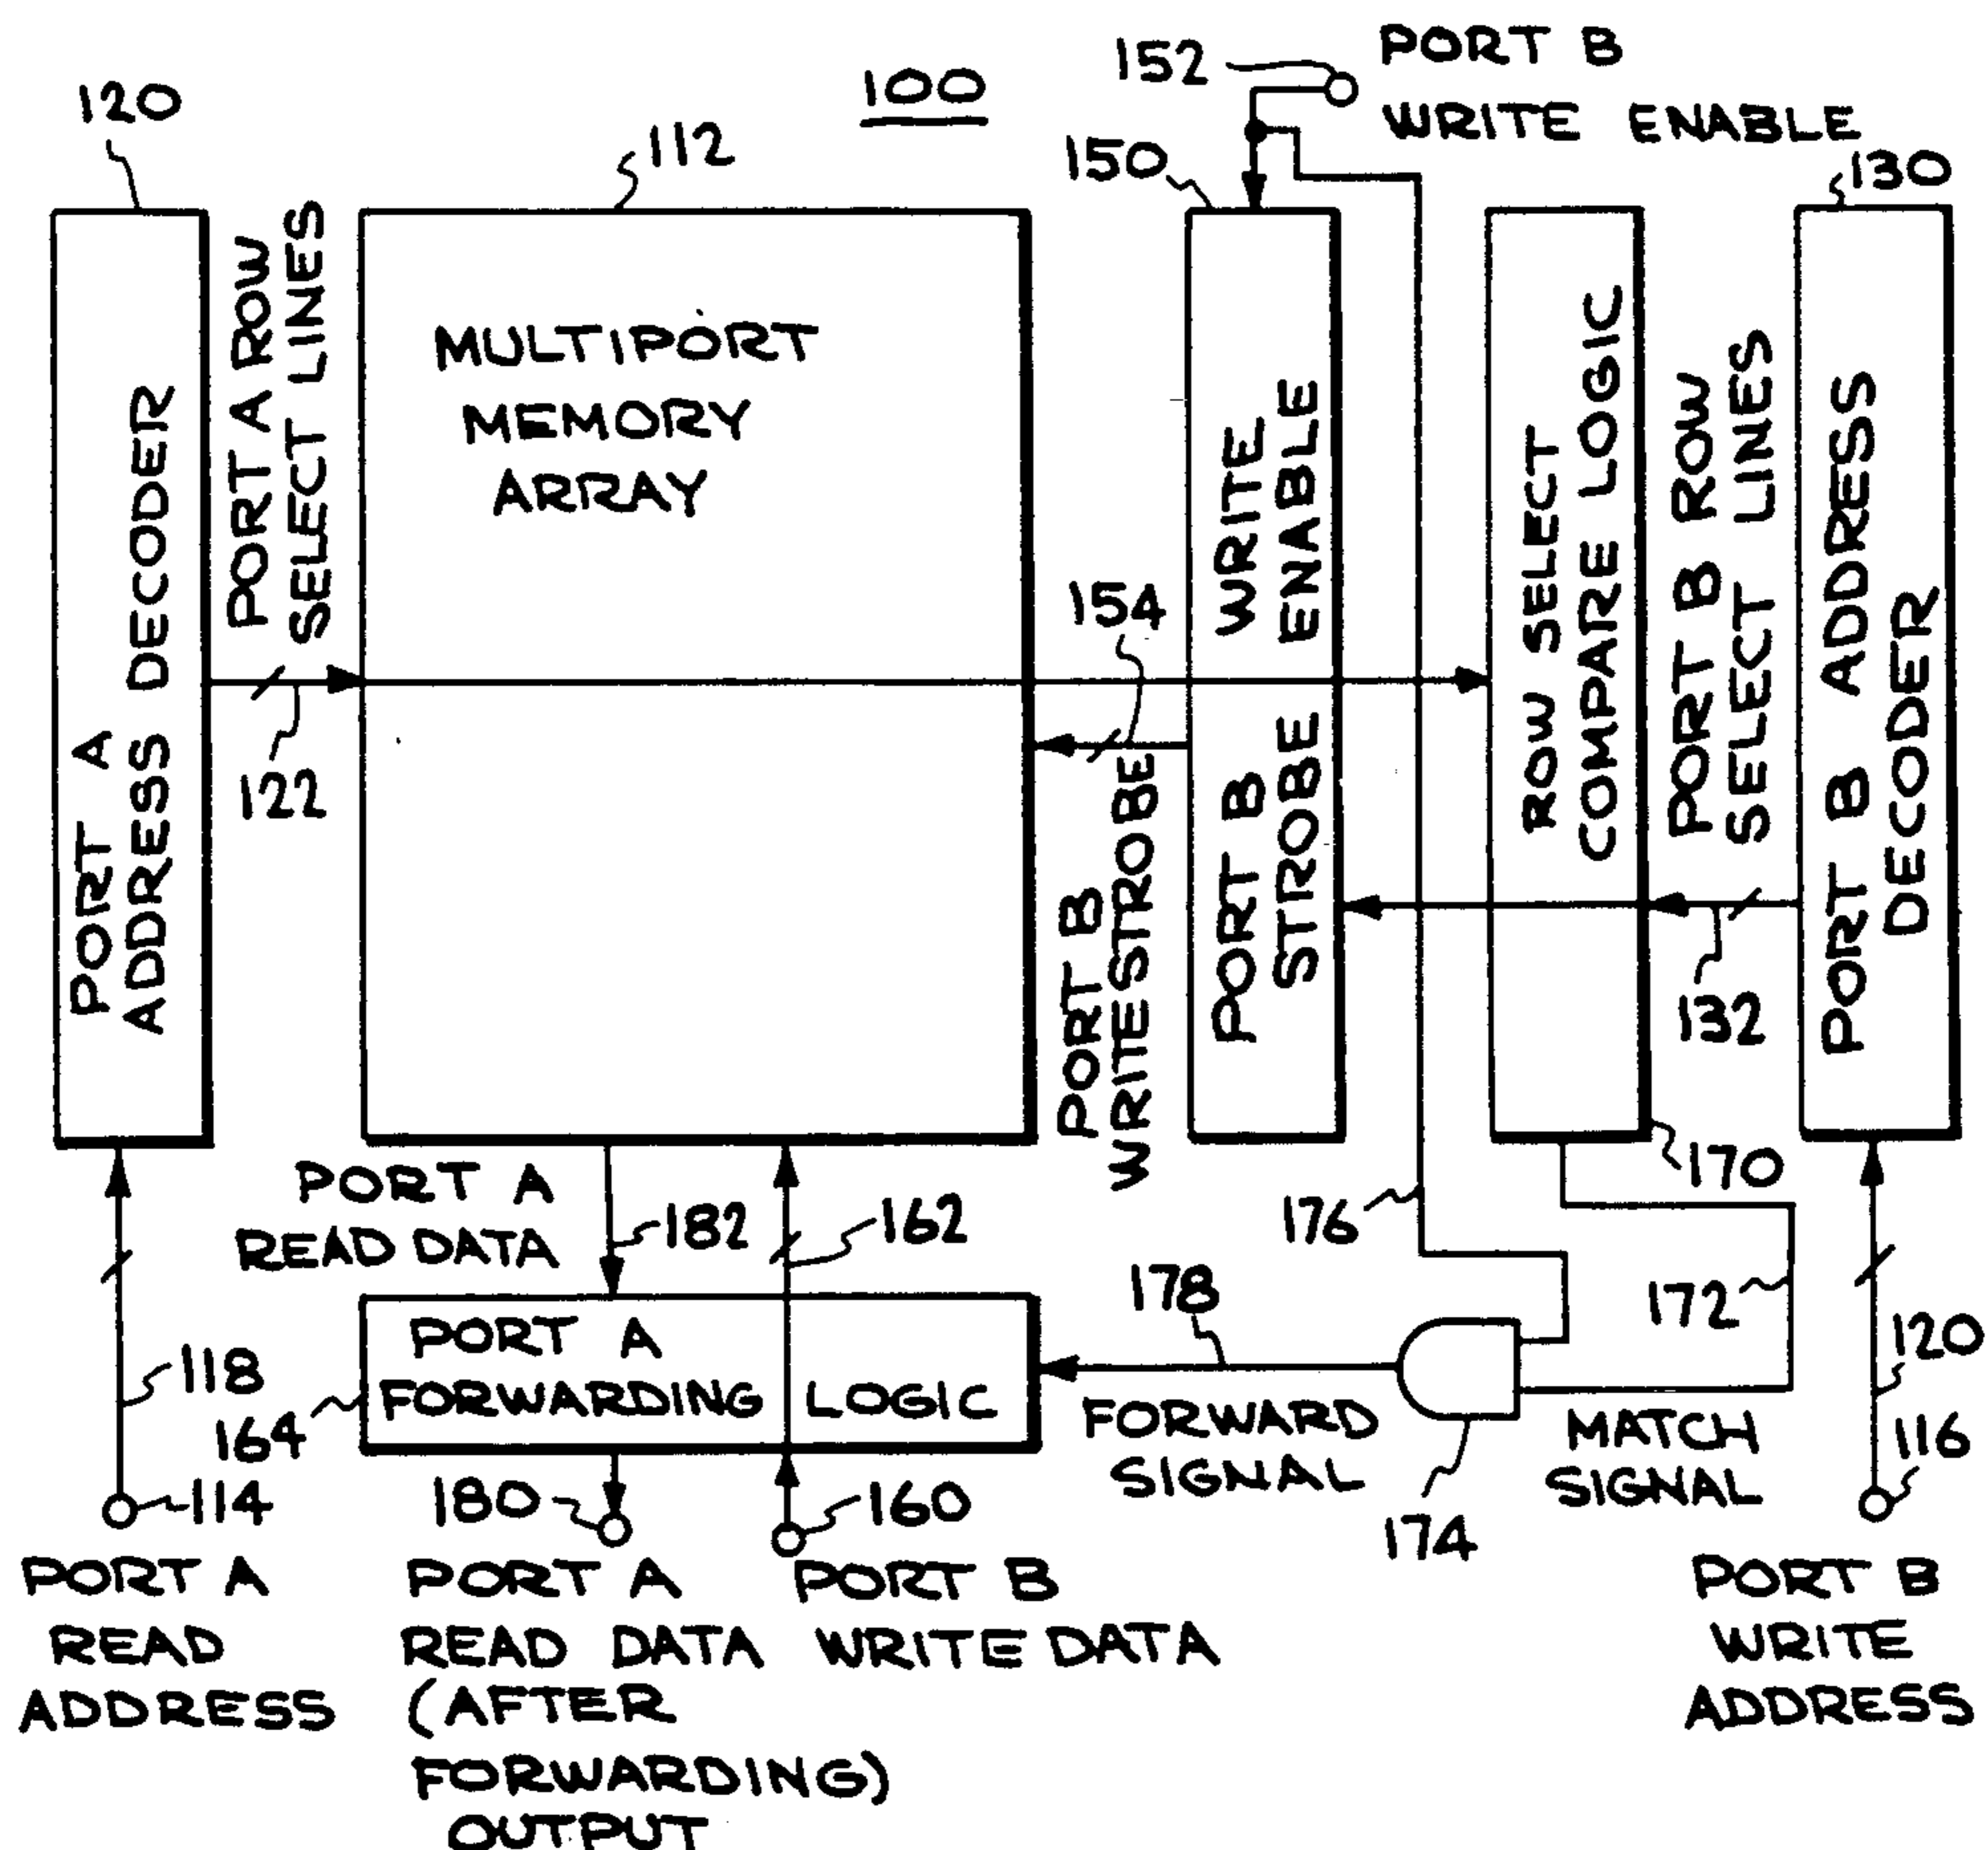 152
PORT B
WRITE ENABLE
100
120
112
150
130
PORT A
ADDRESS DECODER
PORT A ROW
SELECT LINES
122
MULTIPORT
MEMORY
ARRAY
154
PORT B
WRITE STROBE
PORT B WRITE
STROBE ENABLE
ROW SELECT
COMPARE LOGIC
PORT B ROW
SELECT LINES
132
PORT B ADDRESS
DECODER
170
PORT A
READ DATA
182
162
176
172
178
118
PORT A
FORWARDING LOGIC
164
FORWARD
SIGNAL
MATCH
SIGNAL
174
120
116
114
180
160
PORT A
READ
ADDRESS
PORT A
READ DATA
(AFTER
FORWARDING)
OUTPUT
PORT B
WRITE DATA
PORT B
WRITE
ADDRESS